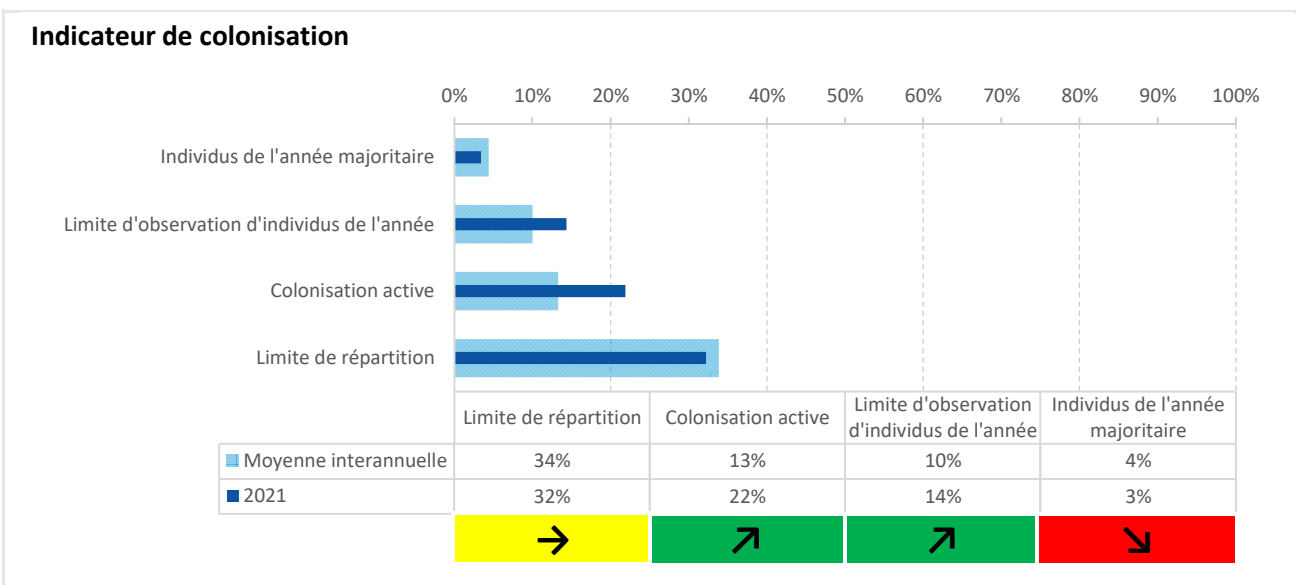 Indicateur de colonisation
0% 10% 20% 30% 40% 50% 60% 70% 80% 90% 100%
Individus de l'année majoritaire
Limite d'observation d'individus de l'année
Colonisation active
Limite de répartition
Limite de répartition Colonisation active Limite d'observation d'individus de l'année Individus de l'année majoritaire
Moyenne interannuelle 34% 13% 10% 4%
2021 32% 22% 14% 3%
→ ↗ ↗ ↘